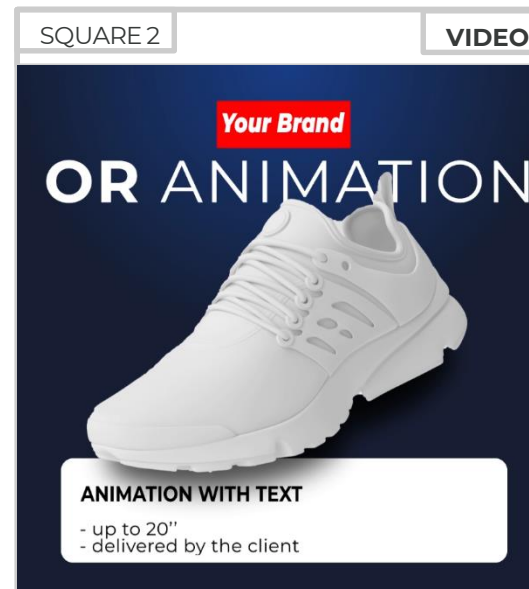 SQUARE 2
VIDEO
Your Brand
OR ANIMATION
ANIMATION WITH TEXT
- up to 20''
- delivered by the client